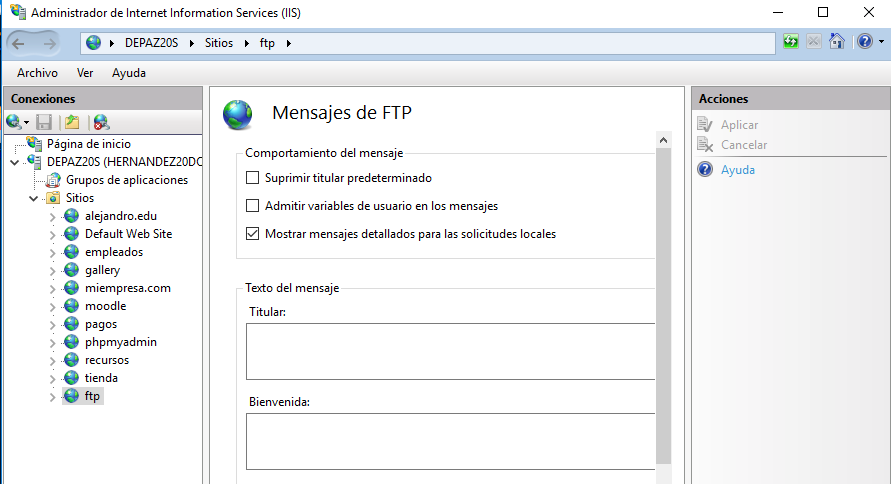 Administrador de Internet Information Services (IIS)
DEPAZ20S
Sitios
ftp
Archivo
Ver
Ayuda
Conexiones
Página de inicio
DEPAZ20S (HERNANDEZ20DC
Grupos de aplicaciones
Sitios
alejandro.edu
Default Web Site
empleados
gallery
miempresa.com
moodle
pagos
phpmyadmin
recursos
tienda
ftp
Mensajes de FTP
Comportamiento del mensaje
Suprimir titular predeterminado
Admitir variables de usuario en los mensajes
Mostrar mensajes detallados para las solicitudes locales
Texto del mensaje
Titular:
Bienvenida:
Acciones
Aplicar
Cancelar
Ayuda